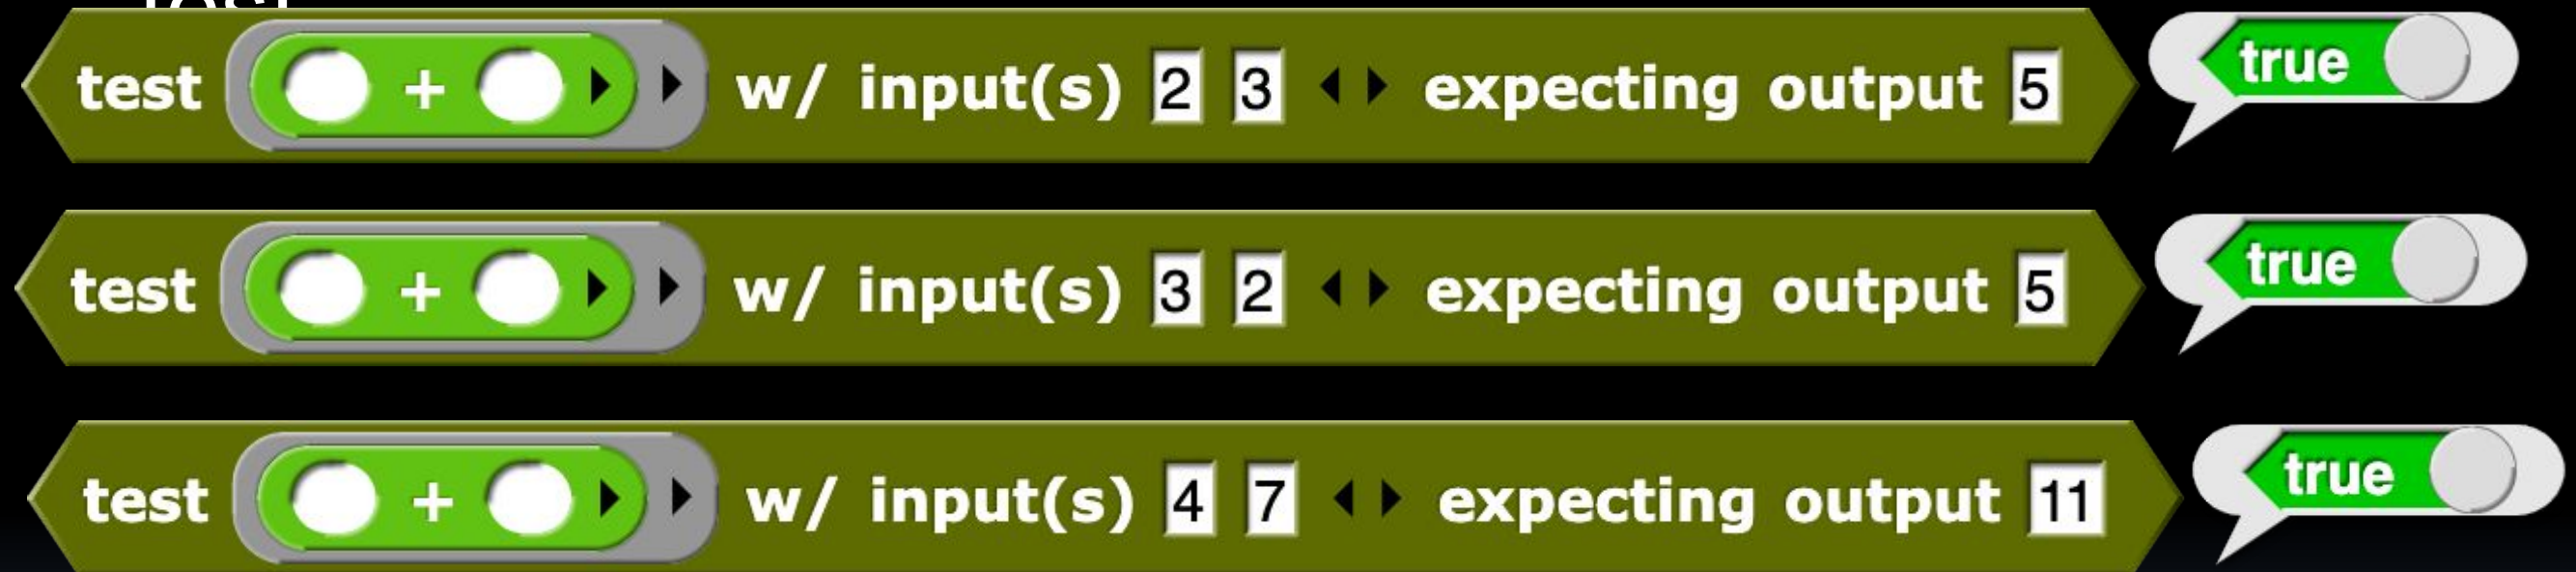 test + w/ input(s) 2 3 expecting output 5 true
test + w/ input(s) 3 2 expecting output 5 true
test + w/ input(s) 4 7 expecting output 11 true